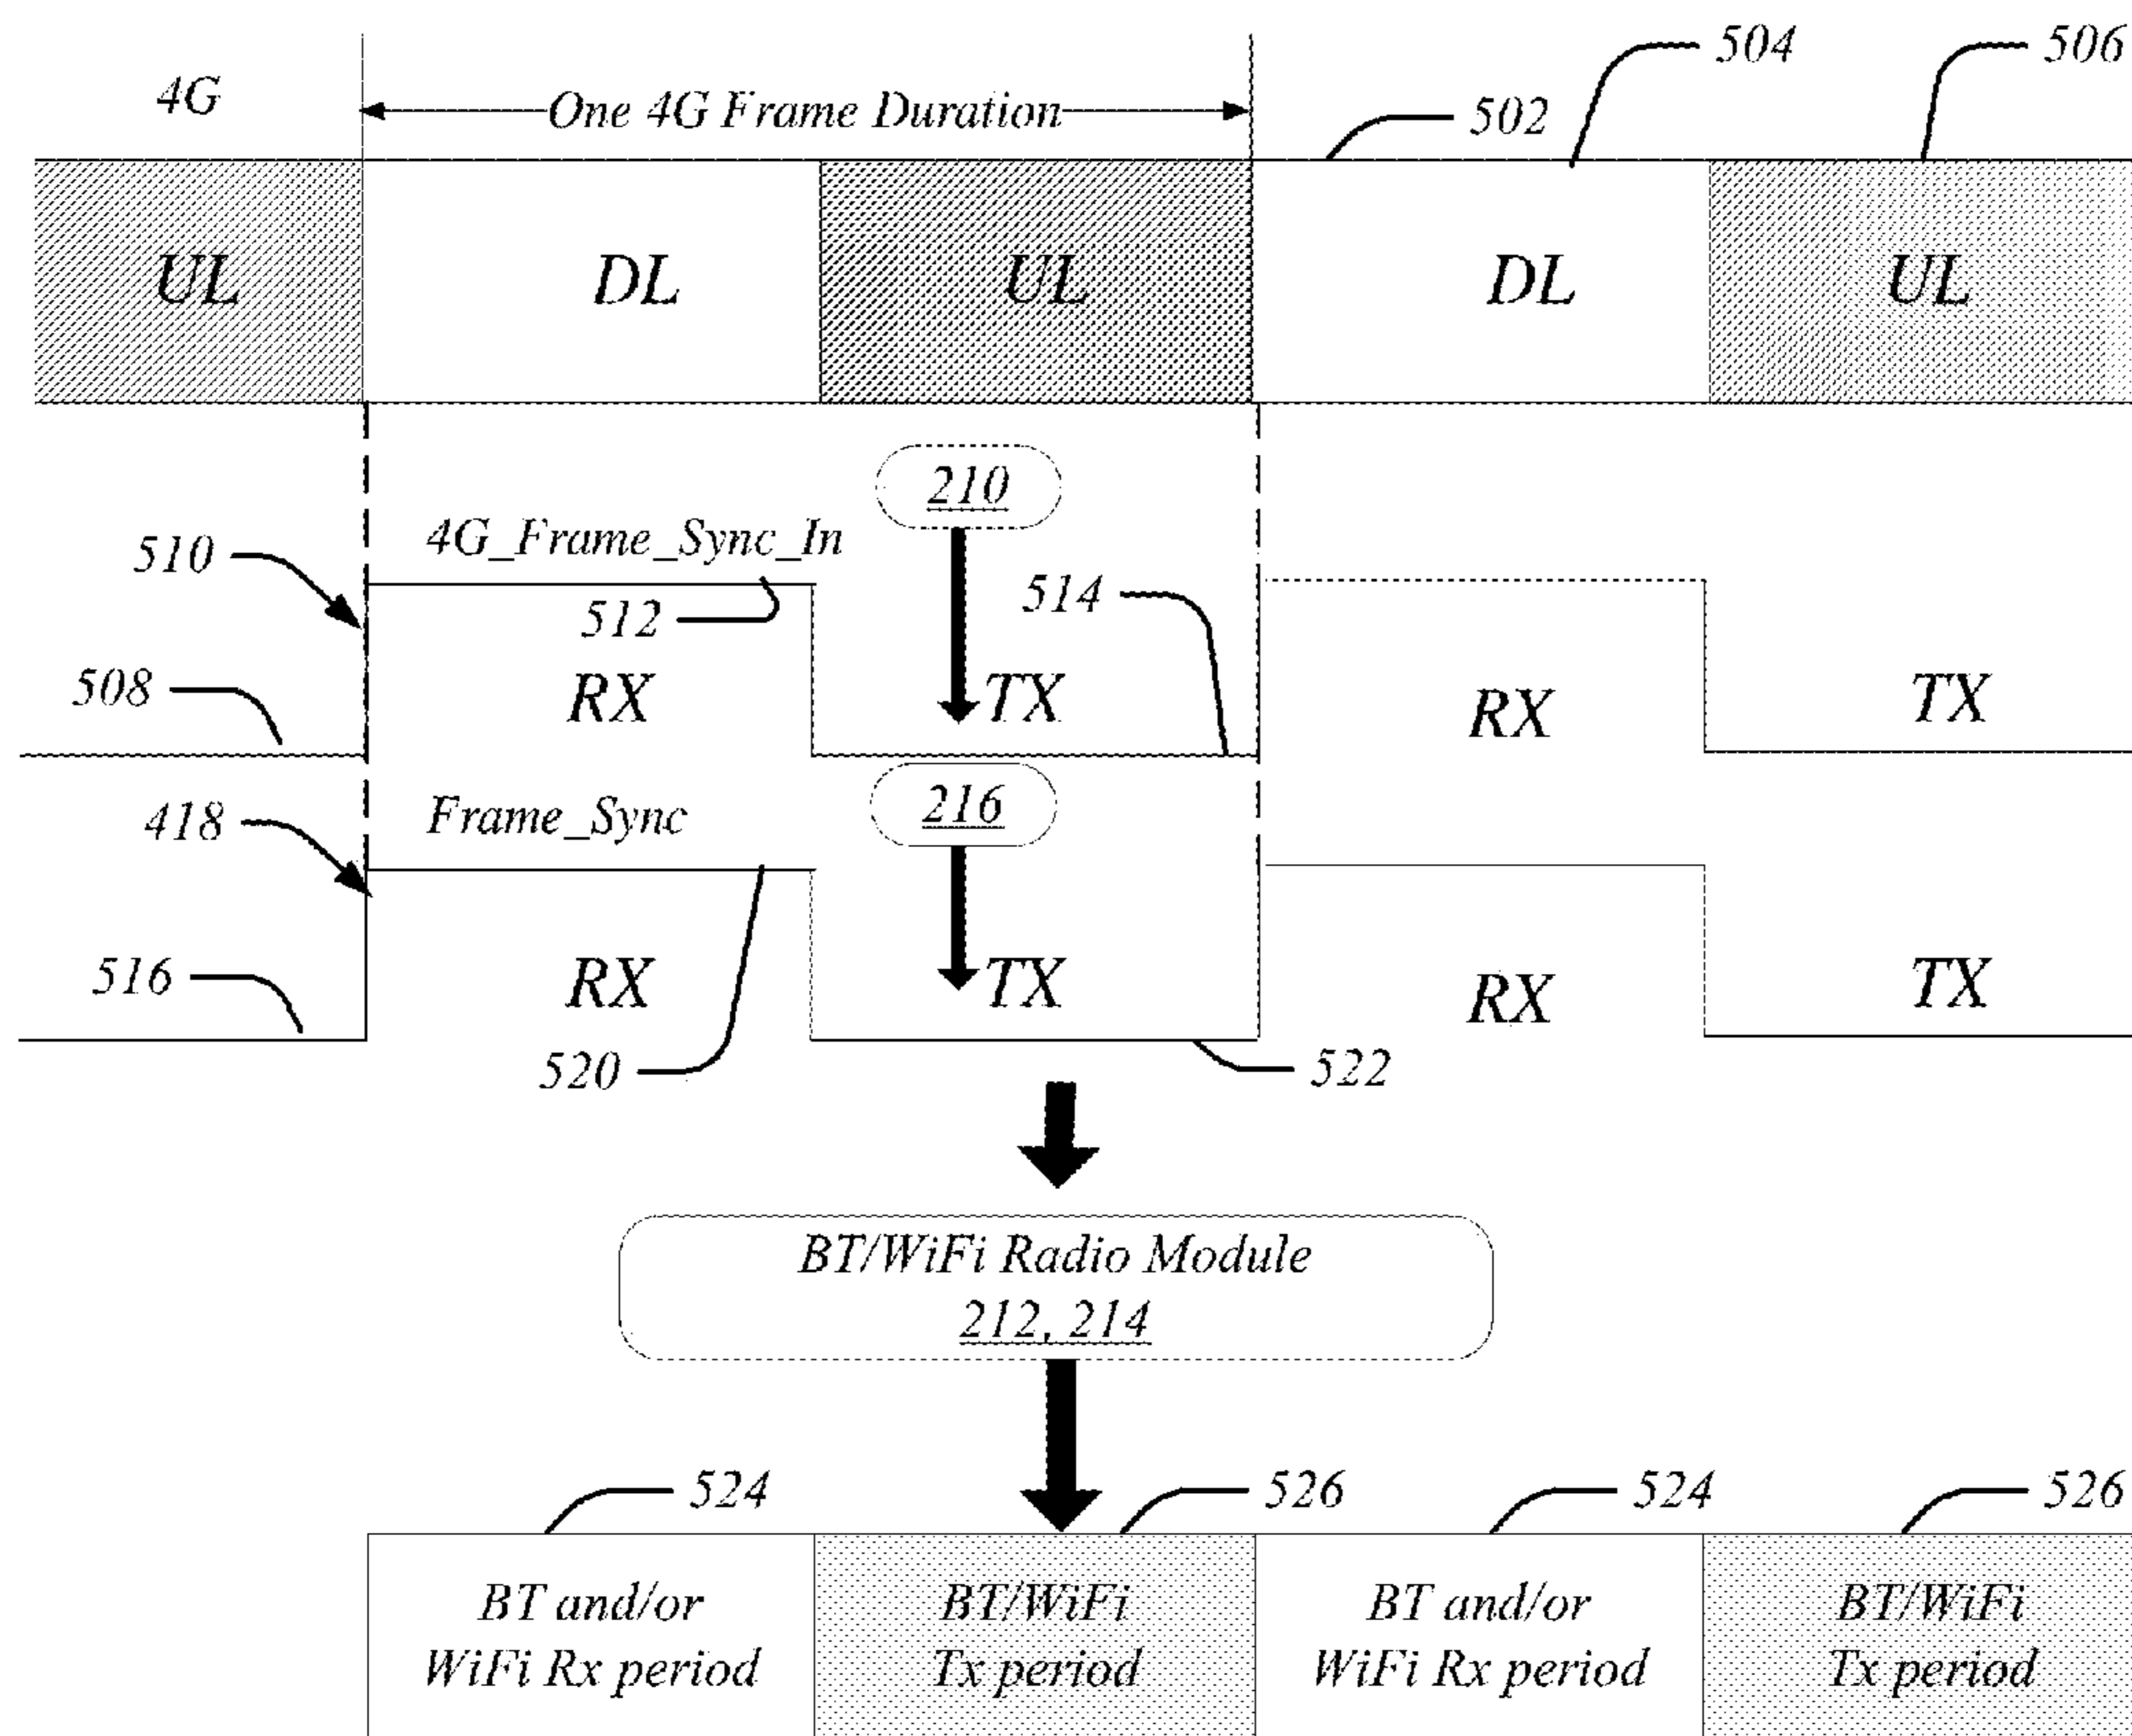 504
506
4G
One 4G Frame Duration
502
UL
DL
UL
DL
UL
210
4G_Frame_Sync_In
510
512
514
508
RX
TX
RX
TX
216
Frame_Sync
418
516
RX
TX
RX
TX
520
522
BT/WiFi Radio Module
212, 214
524
526
524
526
BT and/or
WiFi Rx period
BT/WiFi
Tx period
BT and/or
WiFi Rx period
BT/WiFi
Tx period